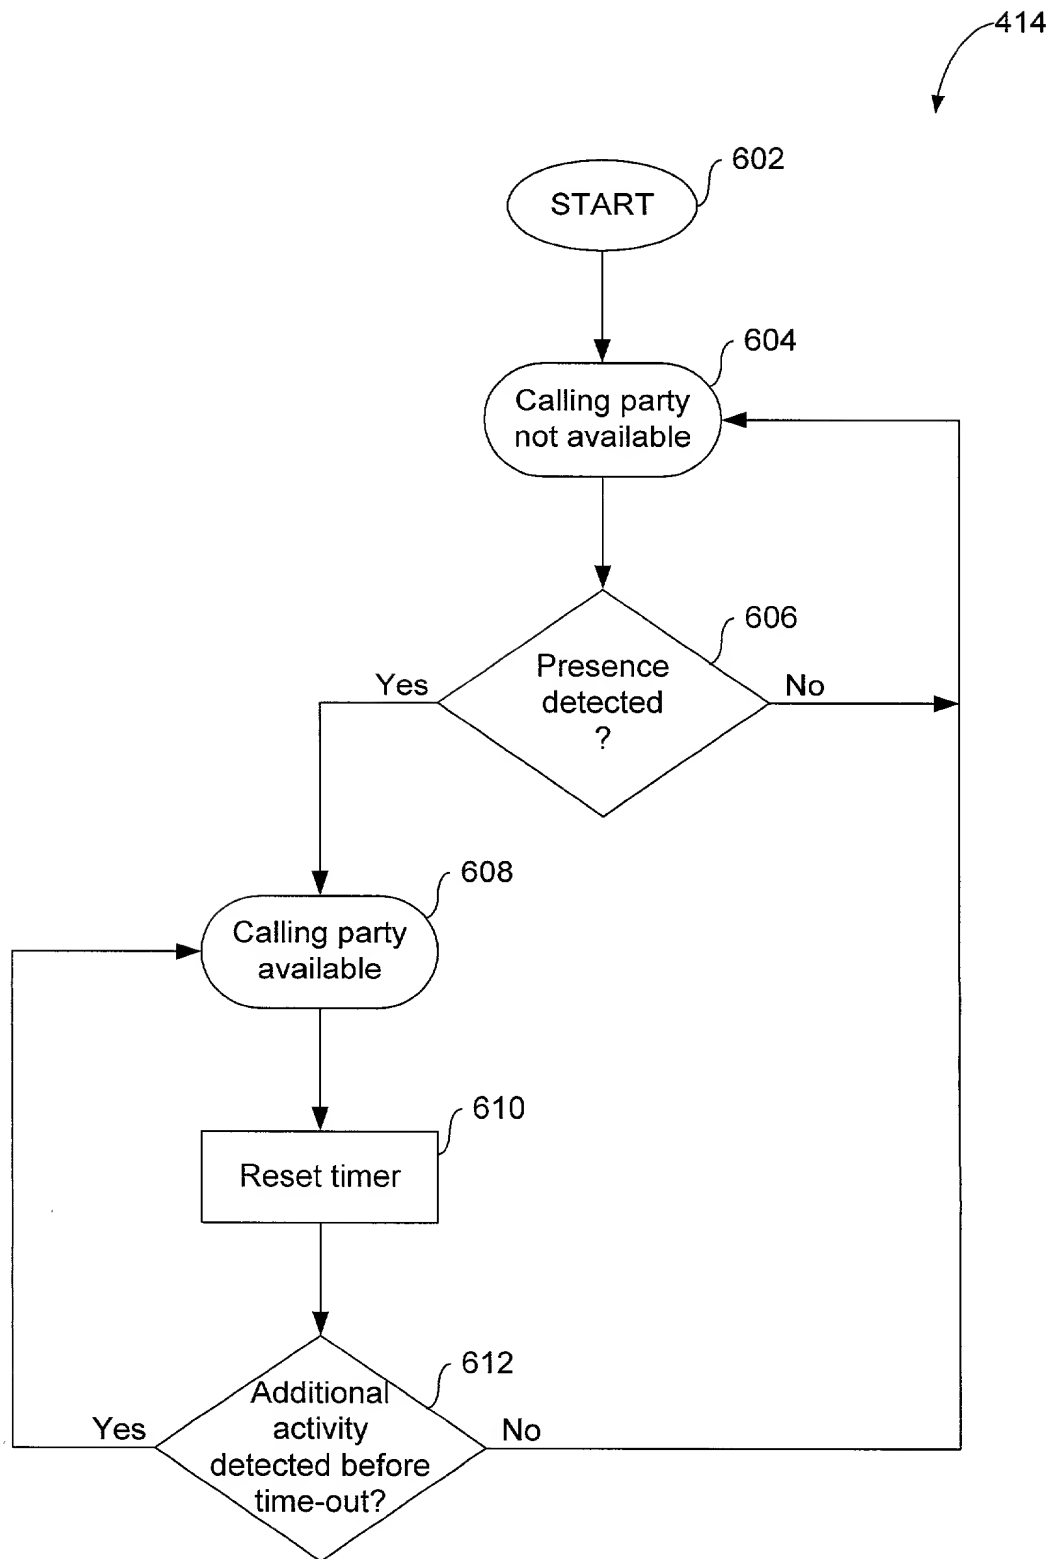 414
602
START
604
Calling party
not available
606
Presence
detected
?
Yes
No
608
Calling party
available
610
Reset timer
612
Additional
activity
detected before
time-out?
Yes
No